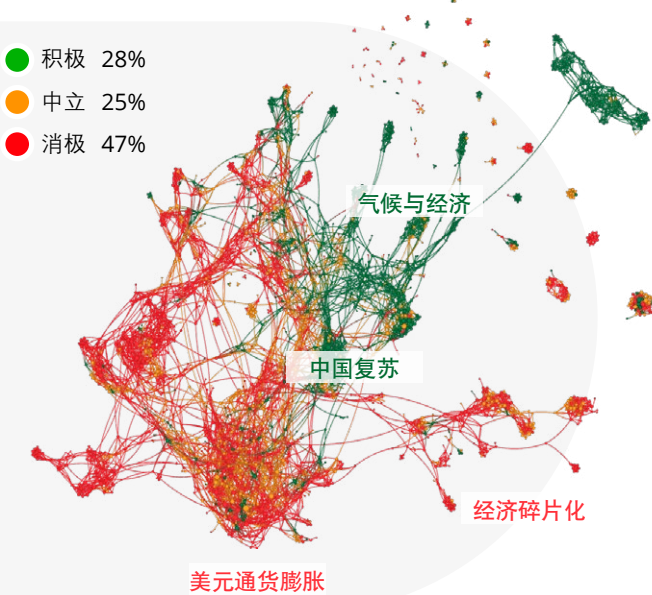 积极 28%
中立 25%
消极 47%
气候与经济
中国复苏
经济碎片化
美元通货膨胀